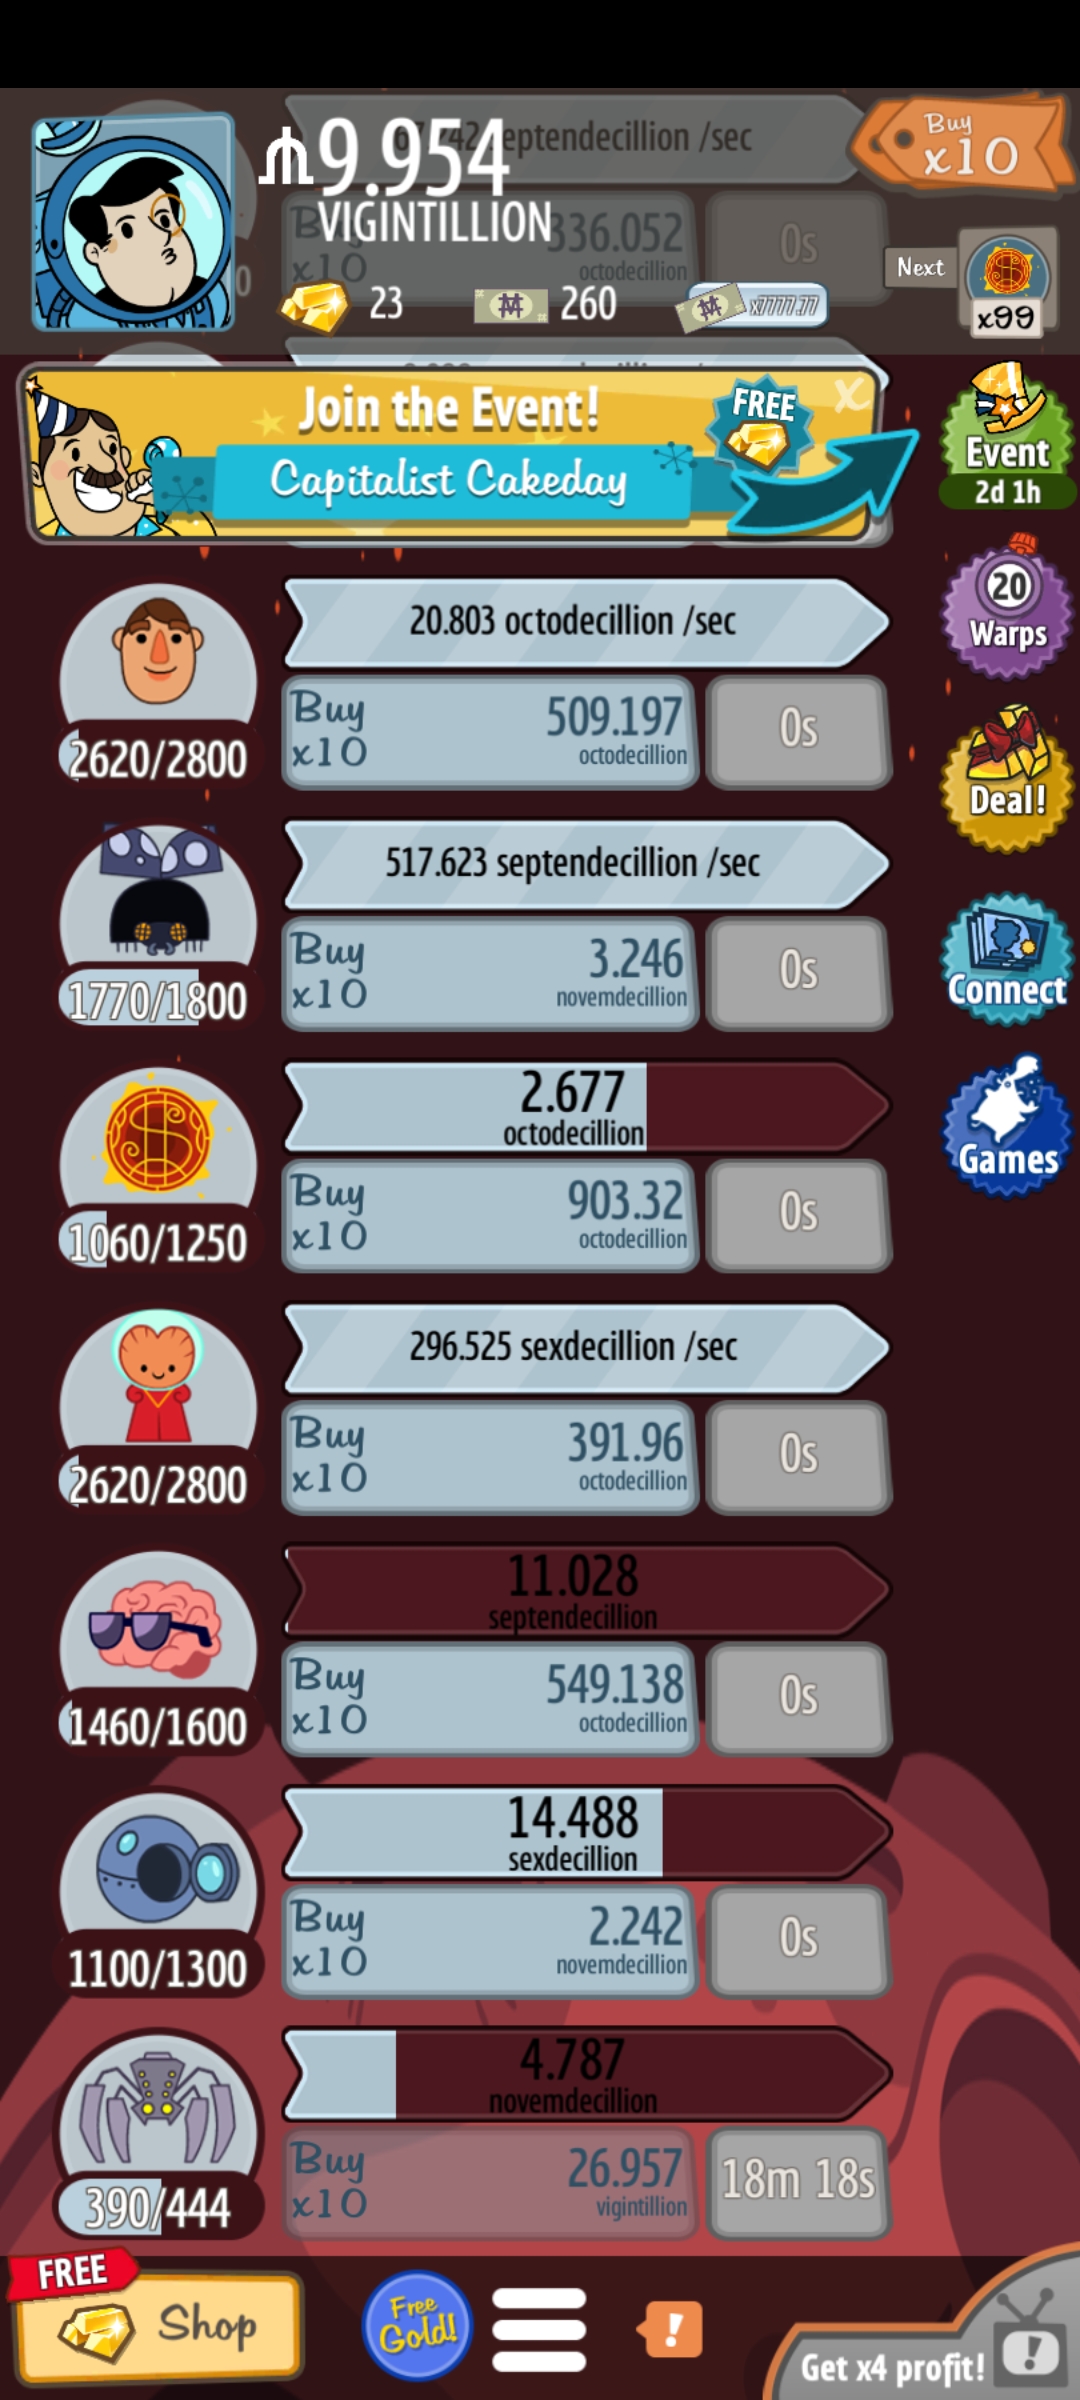 septendecillion /sec
9.954
VIGINTILLION
Buy
x10
Buy
x10
336.052
octodecillion
0s
Next
x99
23
260
x7777.77
Join the Event!
Capitalist Cakeday
FREE
X
Event
2d 1h
20.803 octodecillion /sec
Buy
x10
509.197
octodecillion
0s
2620/2800
20
Warps
Deal!
517.623 septendecillion /sec
Buy
x10
3.246
novemdecillion
0s
1770/1800
Connect
2.677
octodecillion
Buy
x10
903.32
octodecillion
0s
1060/1250
Games
296.525 sexdecillion /sec
Buy
x10
391.96
octodecillion
0s
2620/2800
11.028
septendecillion
Buy
x10
549.138
octodecillion
0s
1460/1600
14.488
sexdecillion
Buy
x10
2.242
novemdecillion
0s
1100/1300
4.787
novemdecillion
Buy
x10
26.957
vigintillion
18m 18s
390/444
FREE
Shop
Free
Gold!
!
Get x4 profit!
!